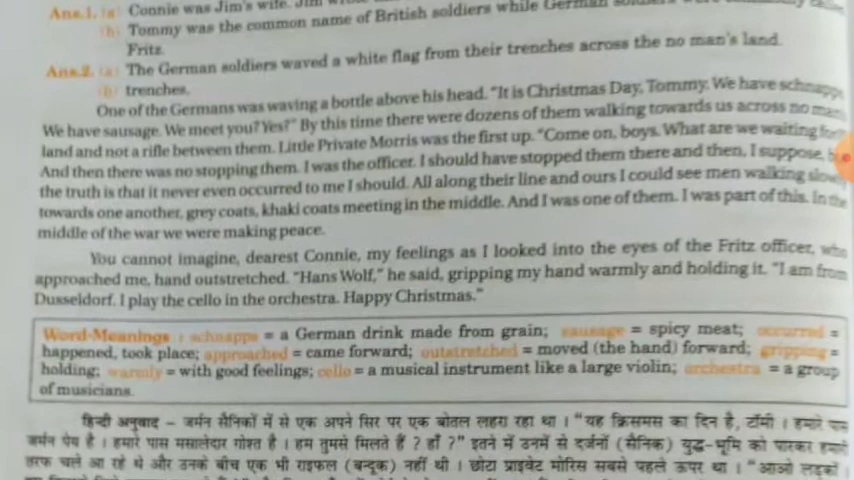 Ans.1. (a) Connie was Jim's wife. Jim
(b) Tommy was the common name of British soldiers while German
Fritz.
Ans.2. (a) The German soldiers waved a white flag from their trenches across the no man's land.
(b) trenches.
One of the Germans was waving a bottle above his head. "It is Christmas Day, Tommy. We have schnapps
We have sausage. We meet you? Yes?" By this time there were dozens of them walking towards us across no man
land and not a rifle between them. Little Private Morris was the first up. "Come on, boys. What are we waiting for
And then there was no stopping them. I was the officer. I should have stopped them there and then, I suppose,
the truth is that it never even occurred to me I should. All along their line and ours I could see men walking slowly
towards one another, grey coats, khaki coats meeting in the middle. And I was one of them. I was part of this. In the
middle of the war we were making peace.
You cannot imagine, dearest Connie, my feelings as I looked into the eyes of the Fritz officer, who
approached me, hand outstretched. "Hans Wolf," he said, gripping my hand warmly and holding it. "I am from
Dusseldorf. I play the cello in the orchestra. Happy Christmas."
Word-Meanings : schnapps = a German drink made from grain; sausage = spicy meat; occurred =
happened, took place; approached = came forward; outstretched = moved (the hand) forward; gripping =
holding; warmly = with good feelings; cello = a musical instrument like a large violin; orchestra = a group
of musicians.
हिन्दी अनुवाद – जर्मन सैनिकों में से एक अपने सिर पर एक बोतल लहरा रहा था। "यह क्रिसमस का दिन है, टॉमी। हमारे पास
जर्मन पेय है। हमारे पास मसालेदार गोश्त है। हम तुमसे मिलते हैं? हाँ?" इतने में उनमें से दर्जनों (सैनिक) युद्ध-भूमि को पारकर हमारे
तरफ चले आ रहे थे और उनके बीच एक भी राइफल (बन्दूक) नहीं थी। छोटा प्राइवेट मोरिस सबसे पहले ऊपर था। "आओ लड़कों।